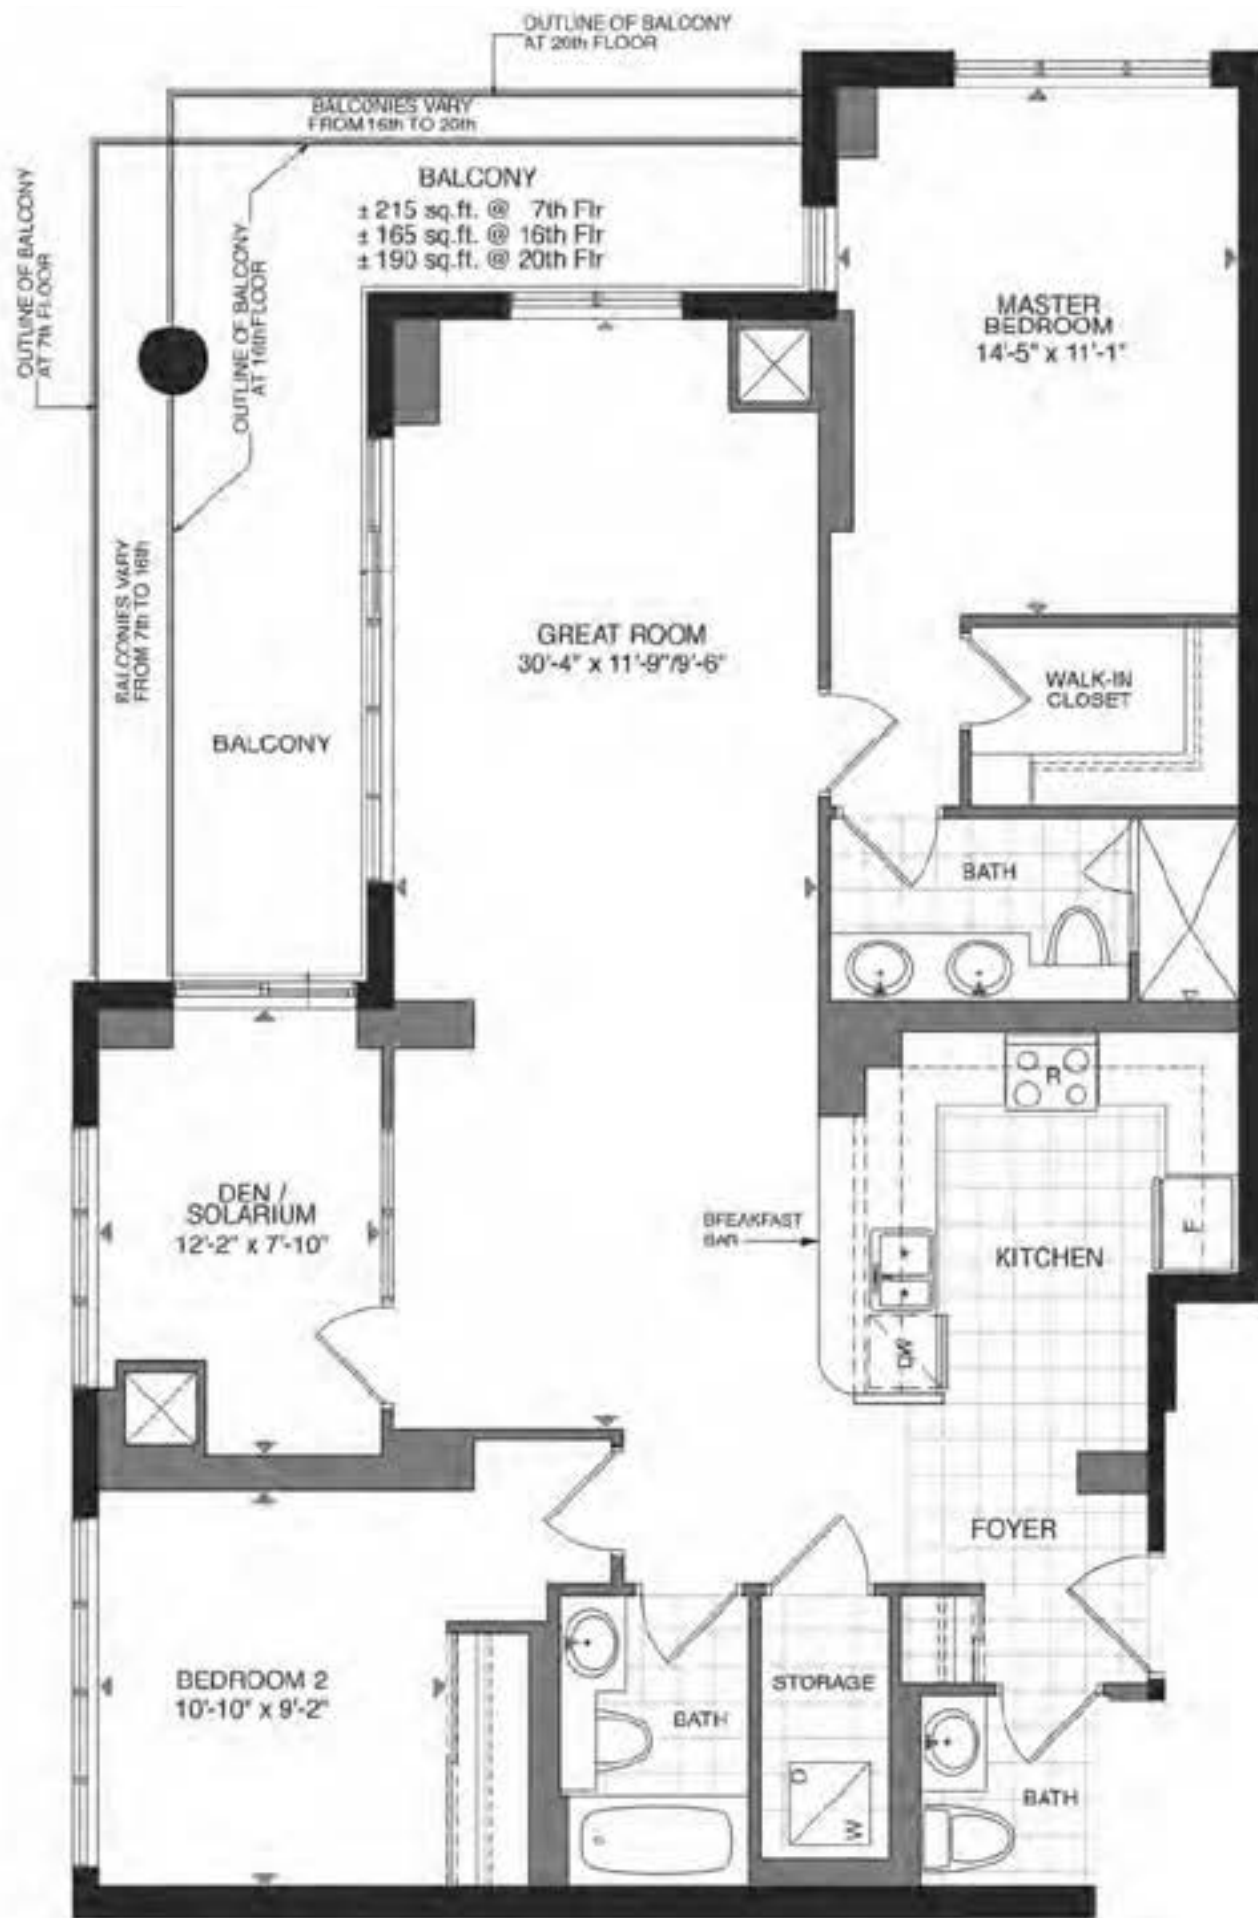 OUTLINE OF BALCONY
AT 20th FLOOR
BALCONIES VARY
FROM 16th TO 20th
BALCONY
± 215 sq.ft. @ 7th Flr
± 165 sq.ft. @ 16th Flr
± 190 sq.ft. @ 20th Flr
OUTLINE OF BALCONY
AT 7th FLOOR
OUTLINE OF BALCONY
AT 16th FLOOR
MASTER
BEDROOM
14'-5" x 11'-1"
BALCONIES VARY
FROM 7th TO 16th
GREAT ROOM
30'-4" x 11'-9"/9'-6"
WALK-IN
CLOSET
BALCONY
BATH
R
DEN /
SOLARIUM
12'-2" x 7'-10"
BREAKFAST
BAR
KITCHEN
F
DW
FOYER
BEDROOM 2
10'-10" x 9'-2"
STORAGE
BATH
D
W
BATH